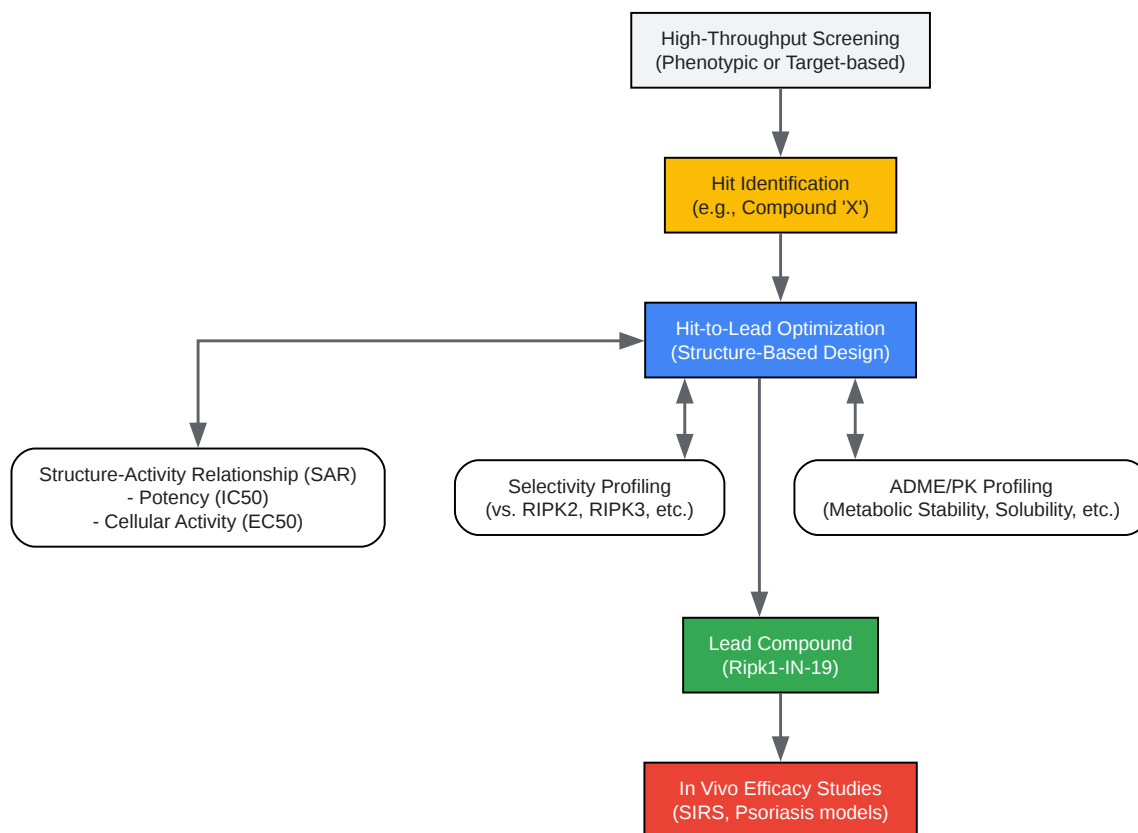 High-Throughput Screening
(Phenotypic or Target-based)
Hit Identification
(e.g., Compound 'X')
Hit-to-Lead Optimization
(Structure-Based Design)
Structure-Activity Relationship (SAR)
- Potency (IC50)
- Cellular Activity (EC50)
Selectivity Profiling
(vs. RIPK2, RIPK3, etc.)
ADME/PK Profiling
(Metabolic Stability, Solubility, etc.)
Lead Compound
(Ripk1-IN-19)
In Vivo Efficacy Studies
(SIRS, Psoriasis models)